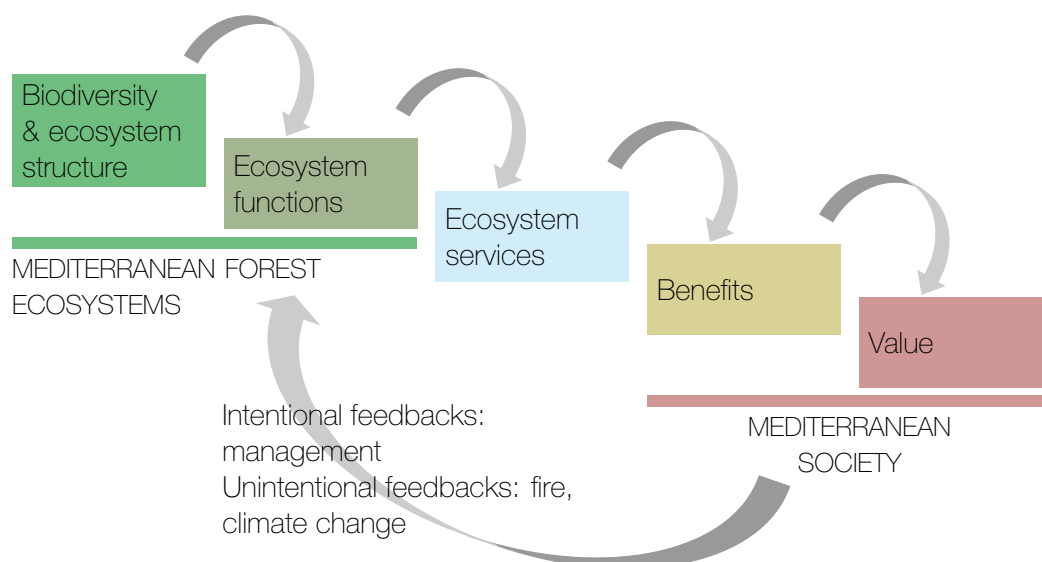 Biodiversity
& ecosystem
structure
Ecosystem
functions
Ecosystem
services
Benefits
Value
MEDITERRANEAN FOREST
ECOSYSTEMS
MEDITERRANEAN
SOCIETY
Intentional feedbacks:
management
Unintentional feedbacks: fire,
climate change